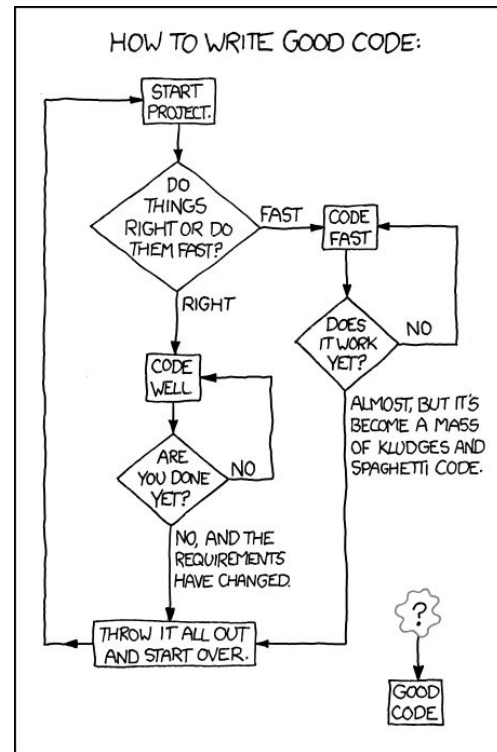 HOW TO WRITE GOOD CODE:
START
PROJECT.
DO
THINGS
RIGHT OR DO
THEM FAST?
FAST
CODE
FAST
RIGHT
DOES
IT WORK
YET?
NO
CODE
WELL
ALMOST, BUT IT'S
BECOME A MASS
OF KLUDGES AND
SPAGHETTI CODE.
ARE
YOU DONE
YET?
NO
NO, AND THE
REQUIREMENTS
HAVE CHANGED.
THROW IT ALL OUT
AND START OVER.
?
GOOD
CODE